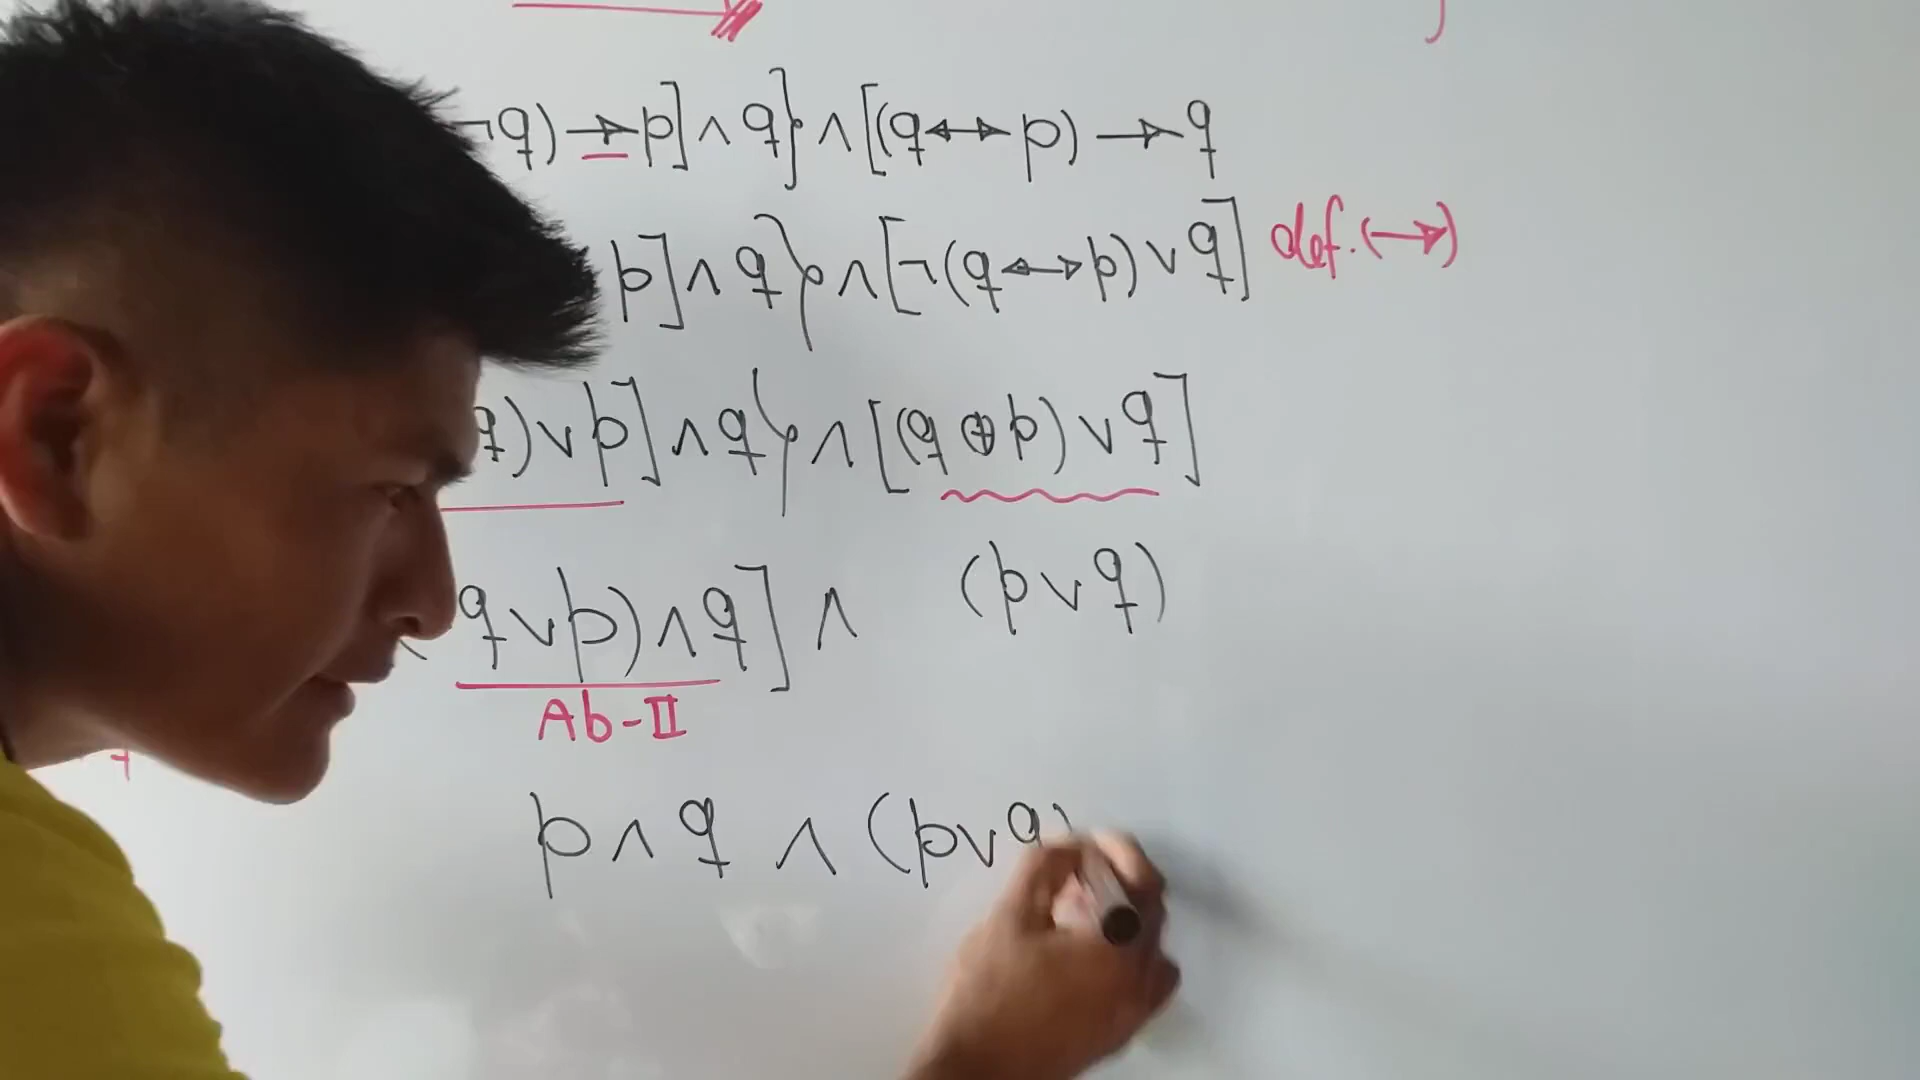 ¬q) → p] ∧ q} ∧ [(q ↔ p) → q
p] ∧ q} ∧ [¬(q ↔ p) ∨ q] def. (→)
q) ∨ p] ∧ q} ∧ [(q ⊕ p) ∨ q]
q ∨ p) ∧ q] ∧ (p ∨ q)
Ab-II
p ∧ q ∧ (p ∨ q)